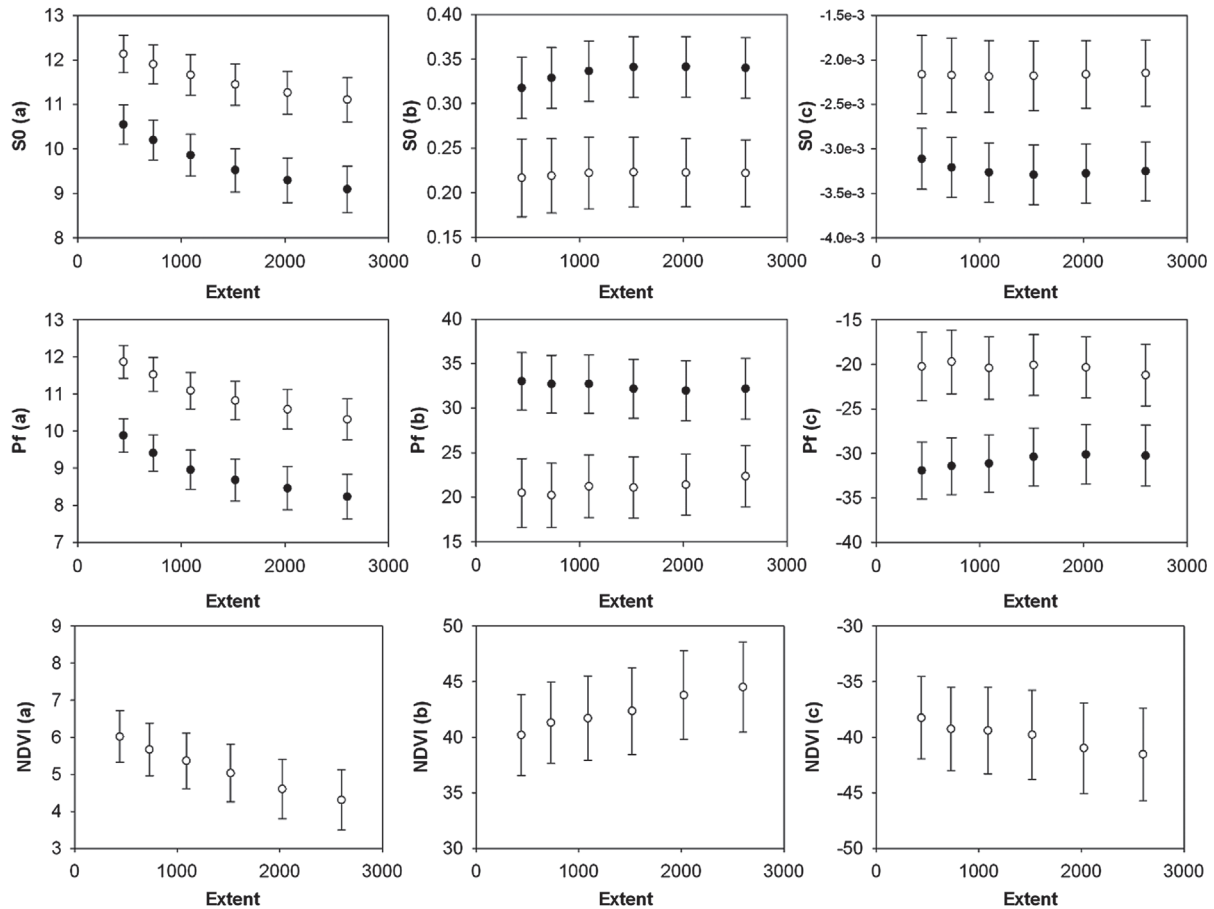 S0 (a)
13
12
11
10
9
8
0 1000 2000 3000
Extent
S0 (b)
0.40
0.35
0.30
0.25
0.20
0.15
0 1000 2000 3000
Extent
S0 (c)
-1.5e-3
-2.0e-3
-2.5e-3
-3.0e-3
-3.5e-3
-4.0e-3
0 1000 2000 3000
Extent
Pf (a)
13
12
11
10
9
8
7
0 1000 2000 3000
Extent
Pf (b)
40
35
30
25
20
15
0 1000 2000 3000
Extent
Pf (c)
-15
-20
-25
-30
-35
-40
0 1000 2000 3000
Extent
NDVI (a)
9
8
7
6
5
4
3
0 1000 2000 3000
Extent
NDVI (b)
50
45
40
35
30
0 1000 2000 3000
Extent
NDVI (c)
-30
-35
-40
-45
-50
0 1000 2000 3000
Extent